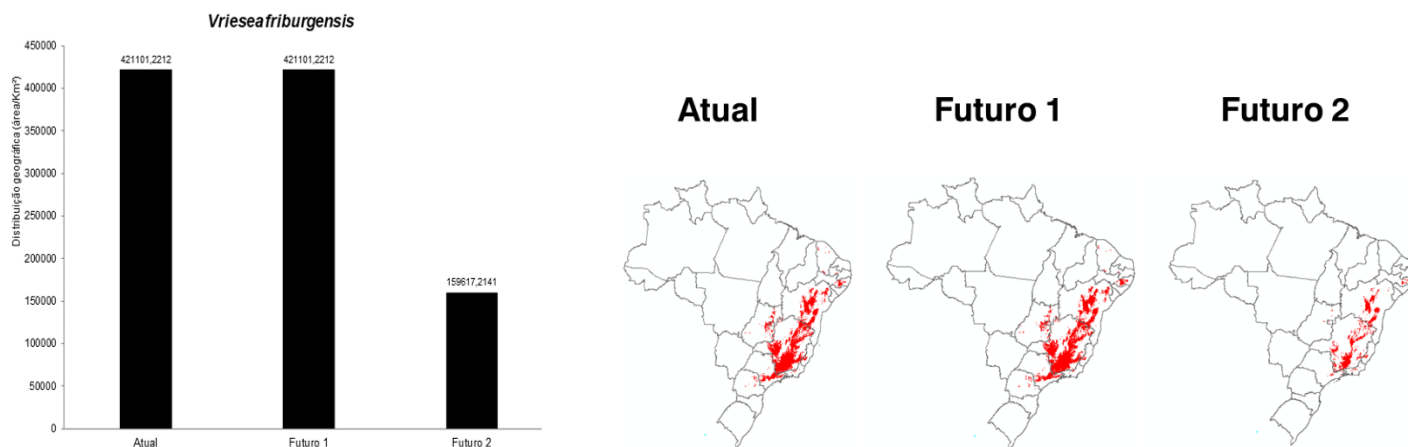 Vrieseafriburgensis
Distribuição geográfica (área/Km²)
450000
400000
350000
300000
250000
200000
150000
100000
50000
0
421101,2212
421101,2212
159617,2141
Atual
Futuro 1
Futuro 2
Atual
Futuro 1
Futuro 2